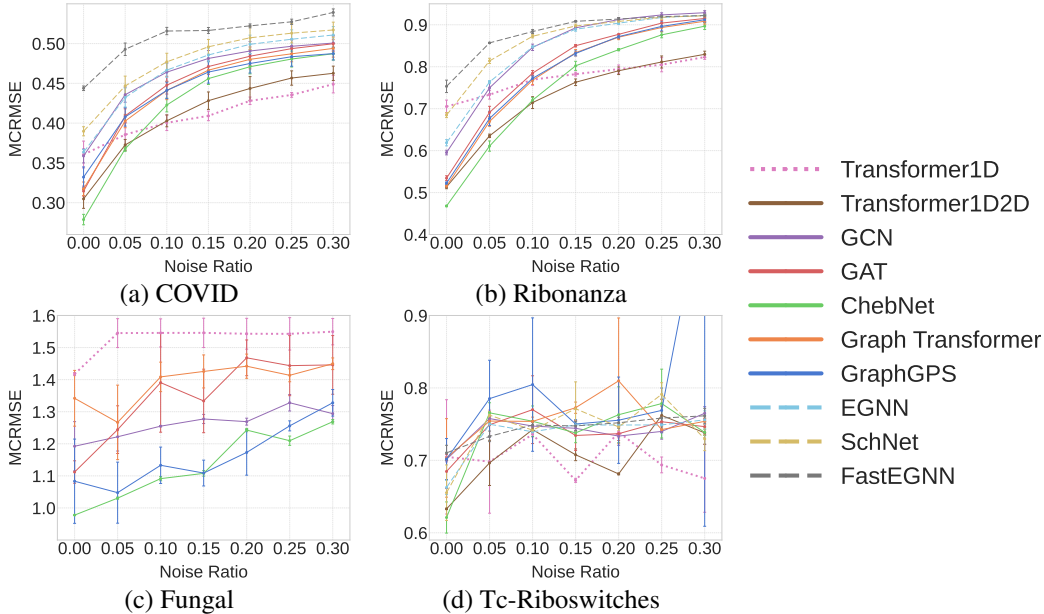 MCRMSE
0.50
0.45
0.40
0.35
0.30
0.00 0.05 0.10 0.15 0.20 0.25 0.30
Noise Ratio
(a) COVID
MCRMSE
0.9
0.8
0.7
0.6
0.5
0.4
0.00 0.05 0.10 0.15 0.20 0.25 0.30
Noise Ratio
(b) Ribonanza
MCRMSE
1.6
1.5
1.4
1.3
1.2
1.1
1.0
0.00 0.05 0.10 0.15 0.20 0.25 0.30
Noise Ratio
(c) Fungal
MCRMSE
0.9
0.8
0.7
0.6
0.00 0.05 0.10 0.15 0.20 0.25 0.30
Noise Ratio
(d) Tc-Riboswitches
Transformer1D
Transformer1D2D
GCN
GAT
ChebNet
Graph Transformer
GraphGPS
EGNN
SchNet
FastEGNN